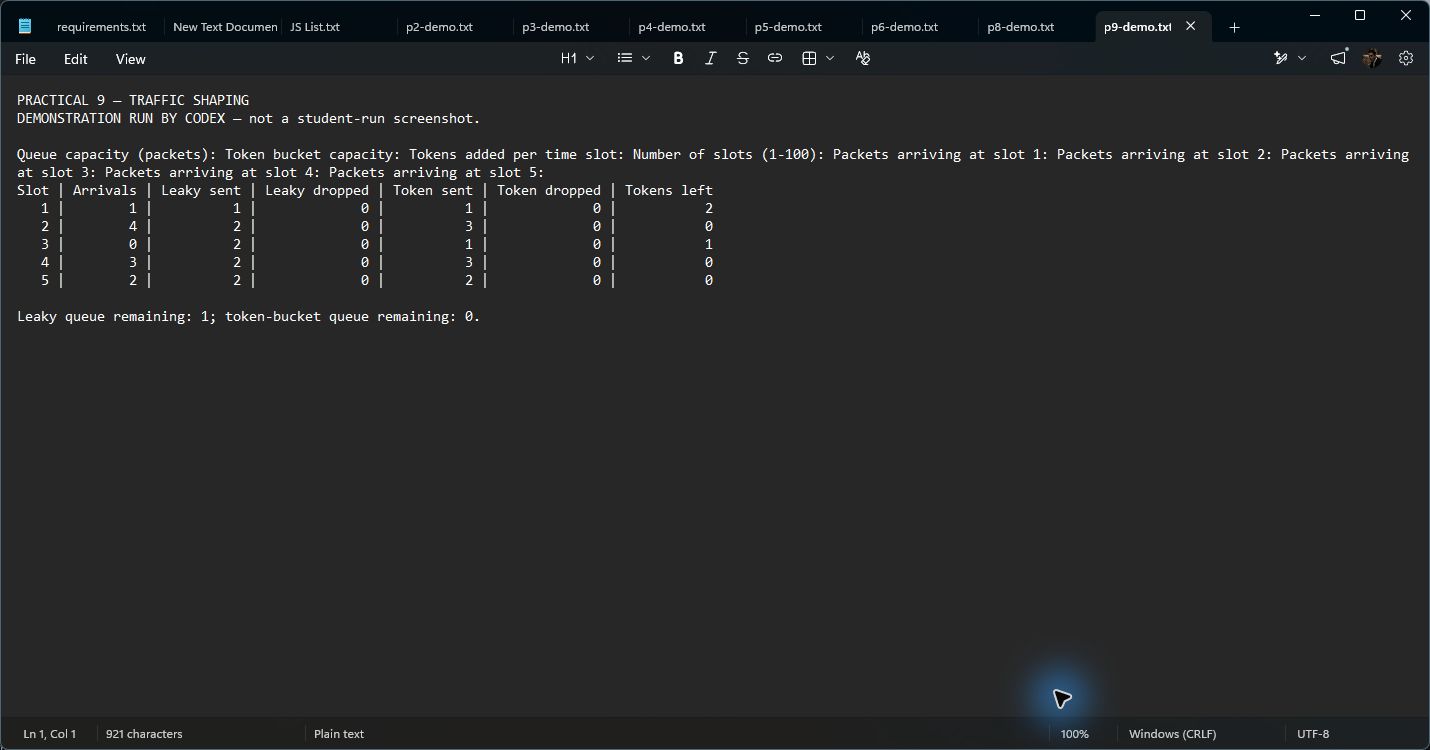 requirements.txt New Text Documen JS List.txt p2-demo.txt p3-demo.txt p4-demo.txt p5-demo.txt p6-demo.txt p8-demo.txt p9-demo.txt
File Edit View H1 B I S
PRACTICAL 9 — TRAFFIC SHAPING
DEMONSTRATION RUN BY CODEX — not a student-run screenshot.
Queue capacity (packets): Token bucket capacity: Tokens added per time slot: Number of slots (1-100): Packets arriving at slot 1: Packets arriving at slot 2: Packets arriving
at slot 3: Packets arriving at slot 4: Packets arriving at slot 5:
Slot | Arrivals | Leaky sent | Leaky dropped | Token sent | Token dropped | Tokens left
1 | 1 | 1 | 0 | 1 | 0 | 2
2 | 4 | 2 | 0 | 3 | 0 | 0
3 | 0 | 2 | 0 | 1 | 0 | 1
4 | 3 | 2 | 0 | 3 | 0 | 0
5 | 2 | 2 | 0 | 2 | 0 | 0
Leaky queue remaining: 1; token-bucket queue remaining: 0.
Ln 1, Col 1 921 characters Plain text 100% Windows (CRLF) UTF-8